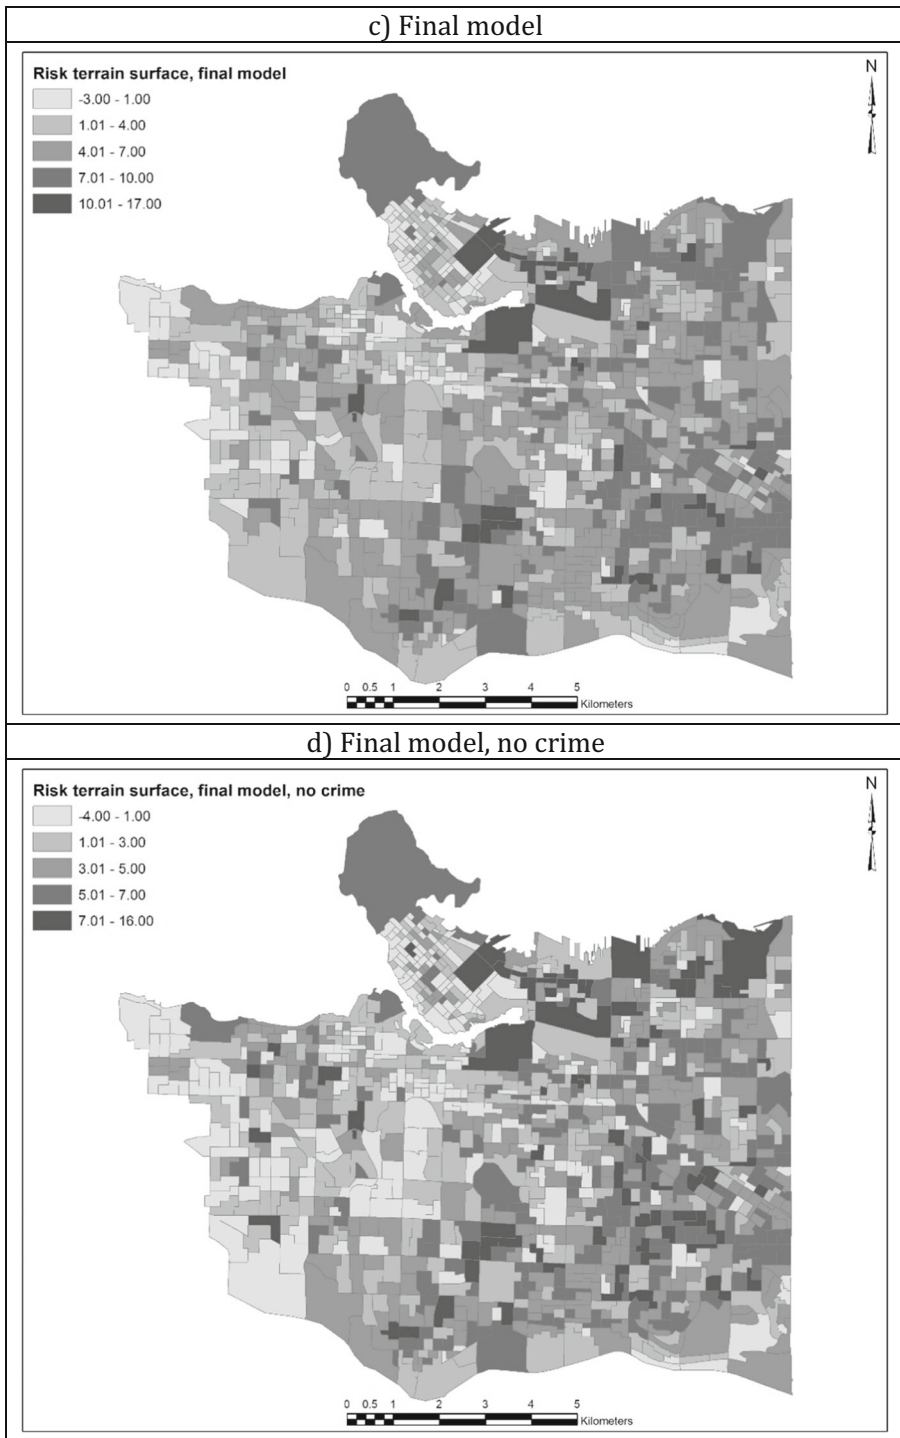 c) Final model
Risk terrain surface, final model
-3.00 - 1.00
1.01 - 4.00
4.01 - 7.00
7.01 - 10.00
10.01 - 17.00
N
0 0.5 1 2 3 4 5
Kilometers
d) Final model, no crime
Risk terrain surface, final model, no crime
-4.00 - 1.00
1.01 - 3.00
3.01 - 5.00
5.01 - 7.00
7.01 - 16.00
N
0 0.5 1 2 3 4 5
Kilometers